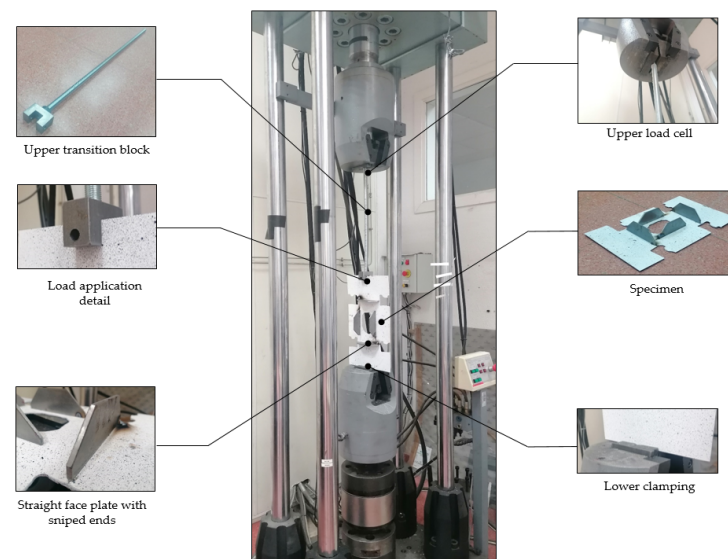 Upper transition block
Upper load cell
Load application
detail
Specimen
Straight face plate with
sniped ends
Lower clamping